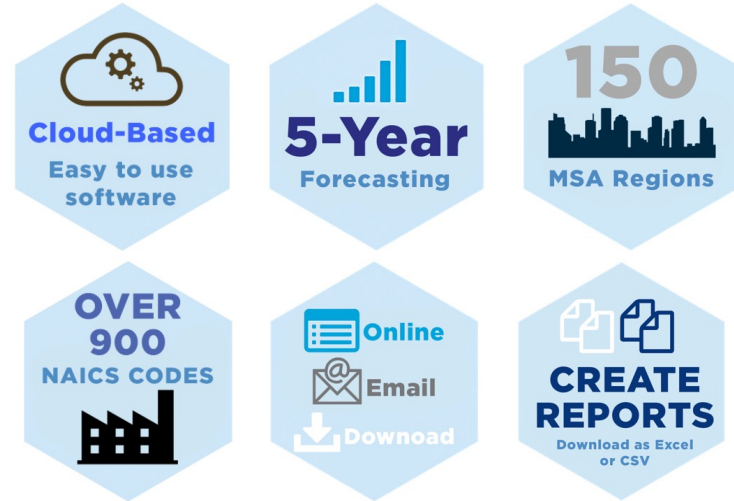 Cloud-Based
Easy to use
software
5-Year
Forecasting
150
MSA Regions
OVER
900
NAICS CODES
Online
Email
Downoad
CREATE
REPORTS
Download as Excel
or CSV